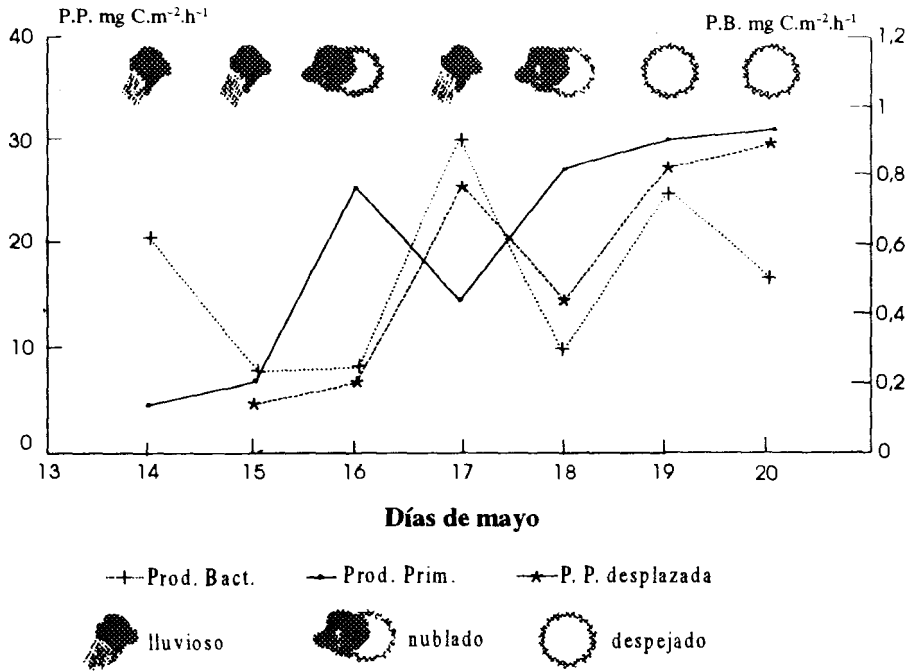 P.P. mg C.m⁻².h⁻¹ P.B. mg C.m⁻².h⁻¹
40 1,2
1
30
0,8
20 0,6
0,4
10
0,2
0 0
13 14 15 16 17 18 19 20
Días de mayo
Prod. Bact. Prod. Prim. P. P. desplazada
lluvioso nublado despejado